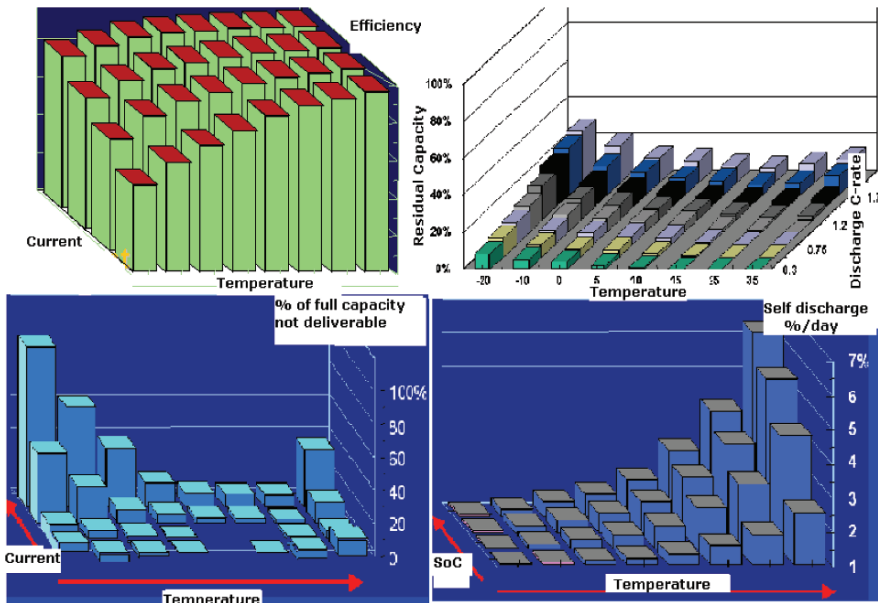 Efficiency
Current
Temperature
Residual Capacity
100%
80%
60%
40%
20%
0%
-20
-10
0
5
10
15
25
35
Temperature
0.3
0.75
1.2
Discharge C-rate
% of full capacity
not deliverable
100%
80
60
40
20
0
Current
Temperature
Self discharge
%/day
7%
6
5
4
3
2
1
SoC
Temperature